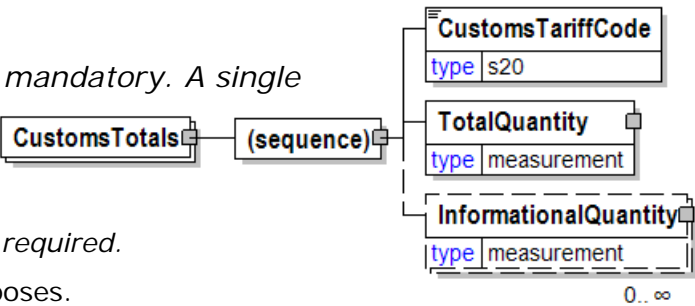 CustomsTariffCode
type s20
mandatory. A single
TotalQuantity
CustomsTotals (sequence)
type measurement
InformationalQuantity
required.
type measurement
poses.
0.. ∞